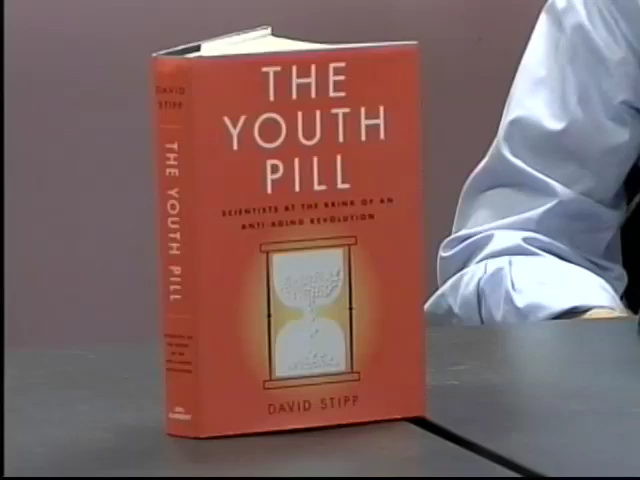 THE
YOUTH
PILL
SCIENTISTS AT THE BRINK OF AN
ANTI-AGING REVOLUTION
DAVID STIPP
DAVID
STIPP
THE YOUTH PILL